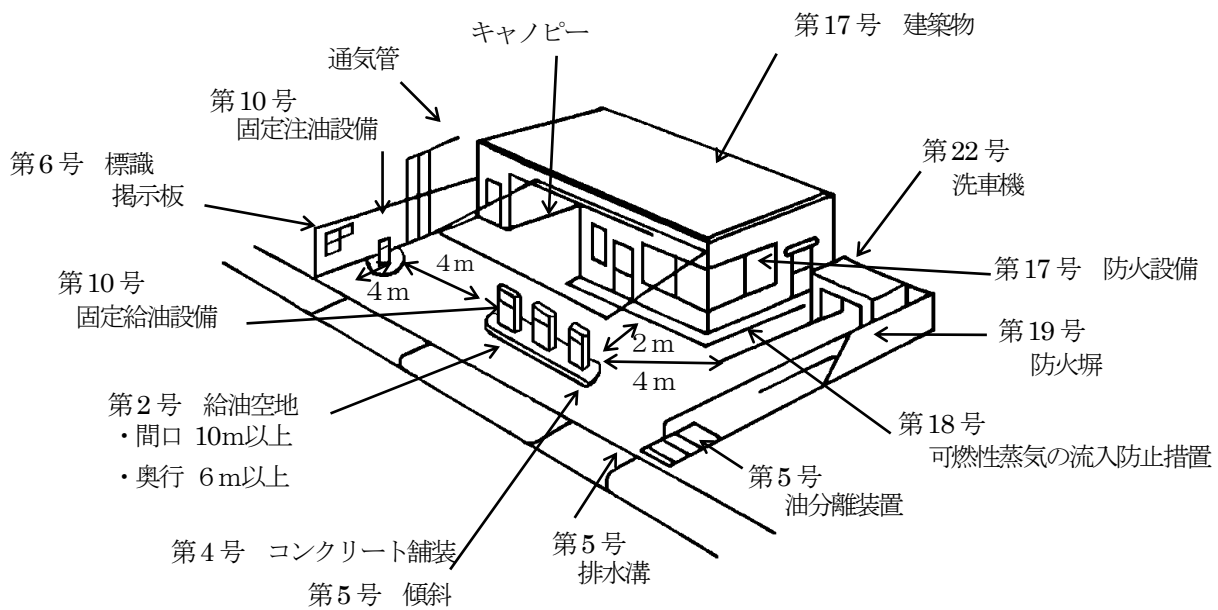 第17号 建築物
キャノピー
通気管
第10号
固定注油設備
第6号 標識
掲示板
第22号
洗車機
第10号
固定給油設備
4m
4m
2m
4m
第17号 防火設備
第19号
防火塀
第2号 給油空地
・間口 10m以上
・奥行 6m以上
第18号
可燃性蒸気の流入防止措置
第5号
油分離装置
第4号 コンクリート舗装
第5号 傾斜
第5号
排水溝